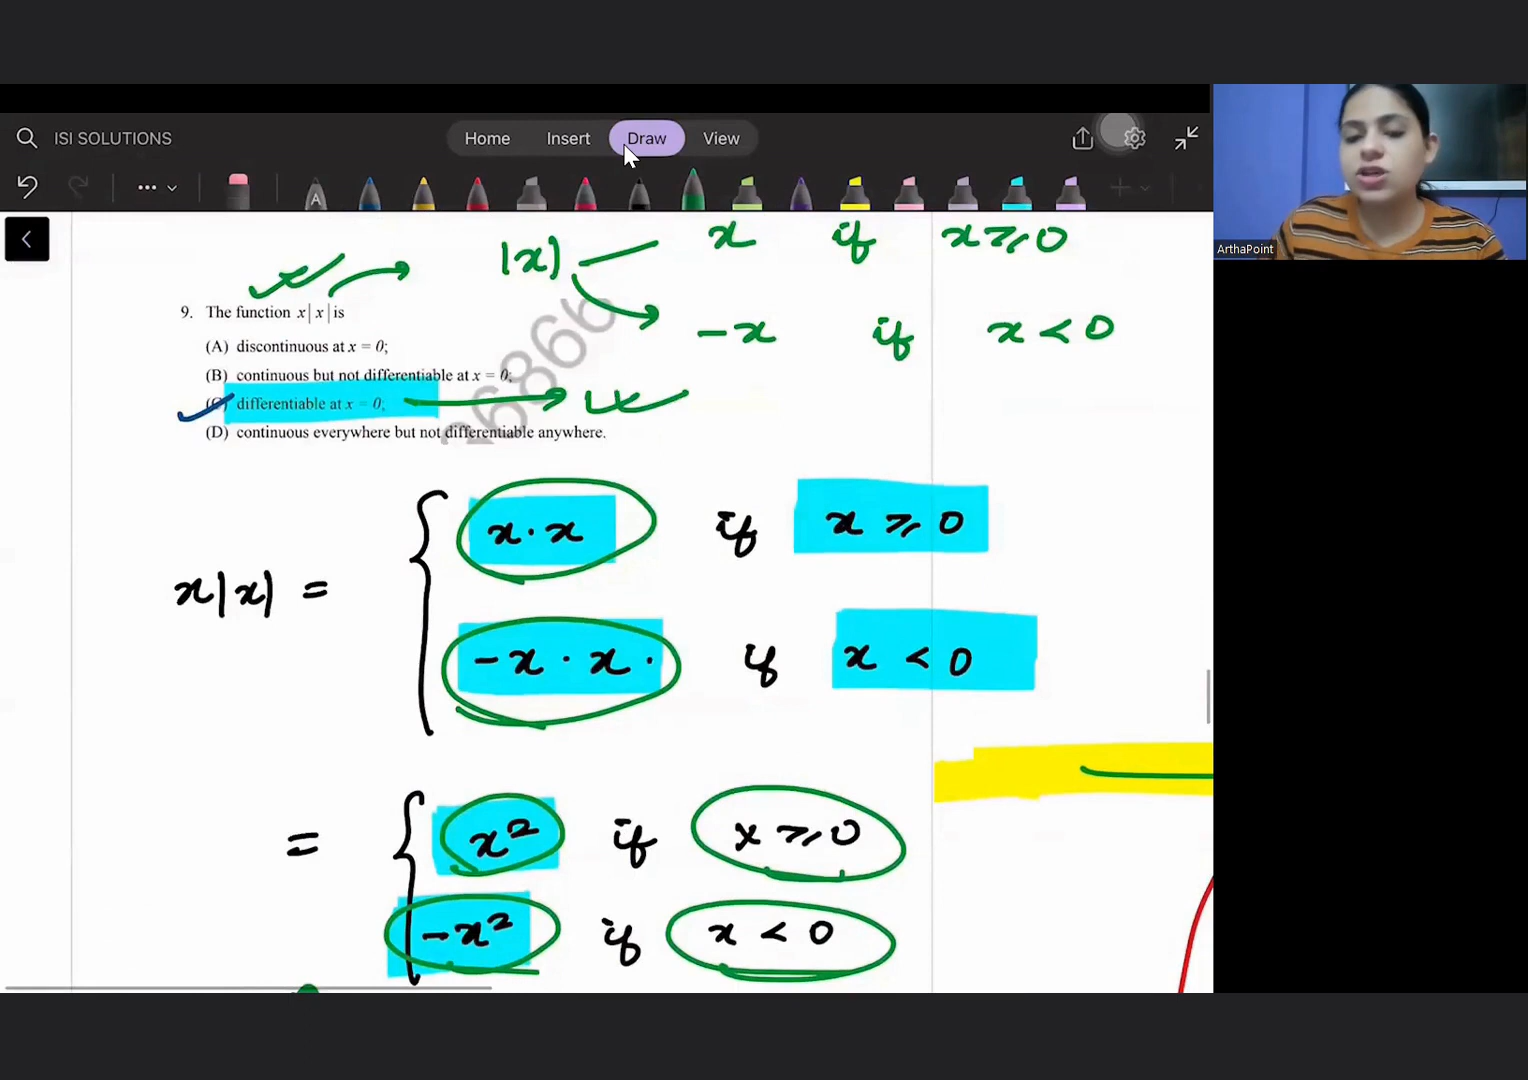 ISI SOLUTIONS
Home Insert Draw View
A
ArthaPoint
|x| x if x ≥ 0
-x if x < 0
9. The function x| x | is
(A) discontinuous at x = 0;
(B) continuous but not differentiable at x = 0;
(C) differentiable at x = 0;
(D) continuous everywhere but not differentiable anywhere.
x|x| = { x · x if x ≥ 0
-x · x · if x < 0
= { x² if x ≥ 0
-x² if x < 0